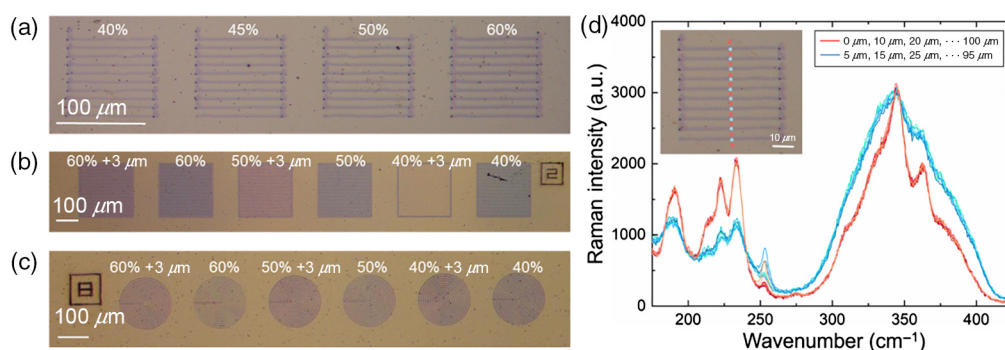 (a)
40% 45% 50% 60%
100 μm
(b)
60% +3 μm 60% 50% +3 μm 50% 40% +3 μm 40%
100 μm
2
(c)
60% +3 μm 60% 50% +3 μm 50% 40% +3 μm 40%
8
100 μm
(d)
4000
3000
2000
1000
0
Raman intensity (a.u.)
0 μm, 10 μm, 20 μm, ··· 100 μm
5 μm, 15 μm, 25 μm, ··· 95 μm
10 μm
200 250 300 350 400
Wavenumber (cm⁻¹)